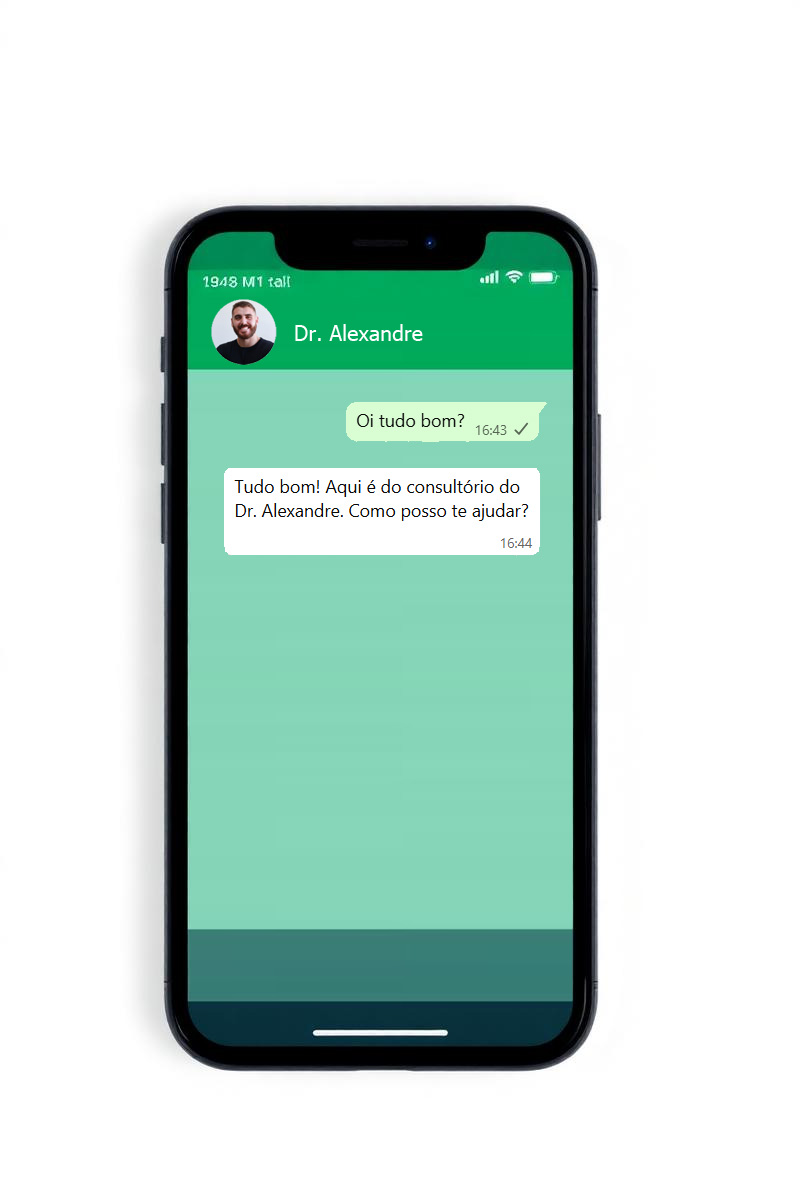 1948 M1 tall
Dr. Alexandre
Oi tudo bom? 16:43
Tudo bom! Aqui é do consultório do
Dr. Alexandre. Como posso te ajudar?
16:44